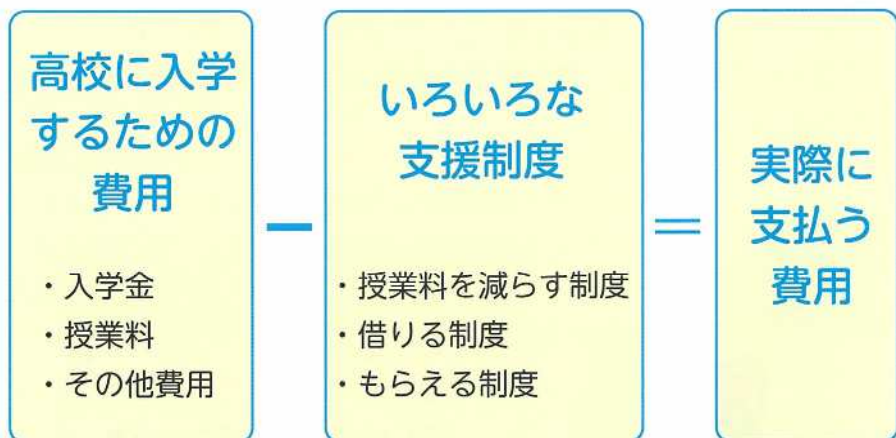 高校に入学
するための
費用
・入学金
・授業料
・その他費用
−
いろいろな
支援制度
・授業料を減らす制度
・借りる制度
・もらえる制度
＝
実際に
支払う
費用